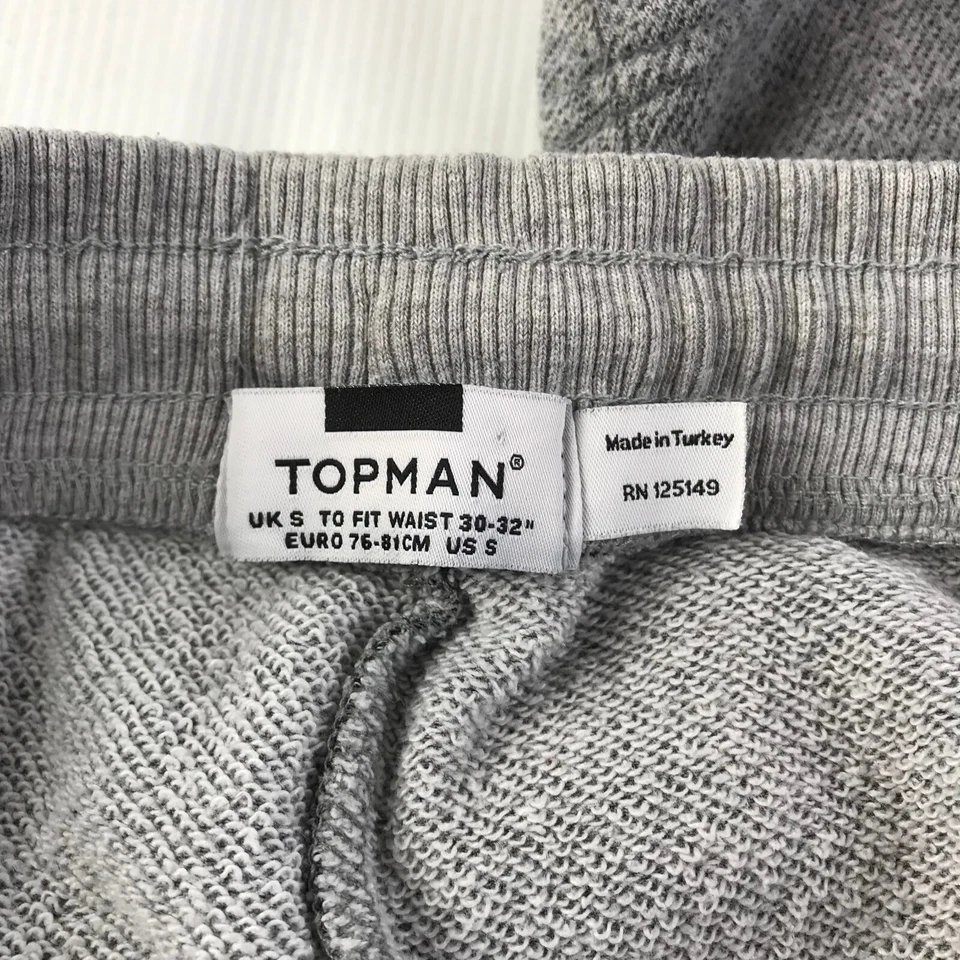 TOPMAN®
UK S TO FIT WAIST 30-32"
EURO 76-81CM US S
Made in Turkey
RN 125149